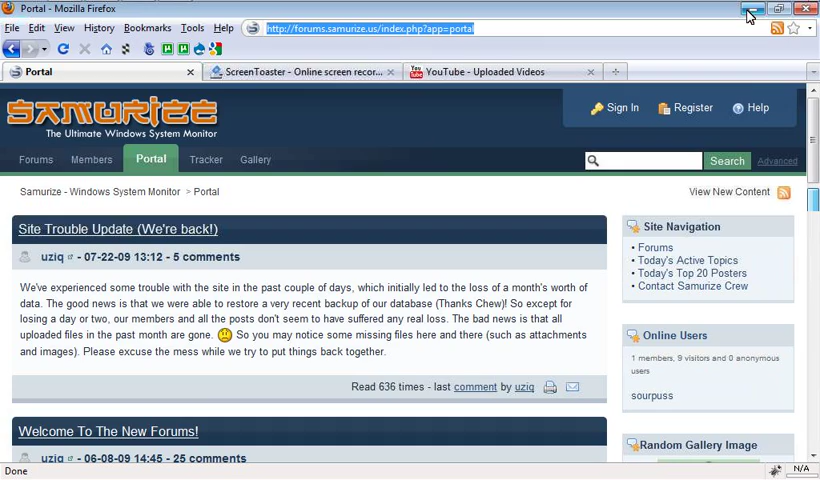 Portal - Mozilla Firefox
File Edit View History Bookmarks Tools Help http://forums.samurize.us/index.php?app=portal
Portal ScreenToaster - Online screen recor... YouTube - Uploaded Videos
SAMURIZE
The Ultimate Windows System Monitor
Sign In Register Help
Forums Members Portal Tracker Gallery Search Advanced
Samurize - Windows System Monitor > Portal View New Content
Site Trouble Update (We're back!)
uziq - 07-22-09 13:12 - 5 comments
We've experienced some trouble with the site in the past couple of days, which initially led to the loss of a month's worth of
data. The good news is that we were able to restore a very recent backup of our database (Thanks Chew)! So except for
losing a day or two, our members and all the posts don't seem to have suffered any real loss. The bad news is that all
uploaded files in the past month are gone. So you may notice some missing files here and there (such as attachments
and images). Please excuse the mess while we try to put things back together.
Read 636 times - last comment by uziq
Welcome To The New Forums!
uziq - 06-08-09 14:45 - 25 comments
Site Navigation
• Forums
• Today's Active Topics
• Today's Top 20 Posters
• Contact Samurize Crew
Online Users
1 members, 9 visitors and 0 anonymous
users
sourpuss
Random Gallery Image
Done N/A